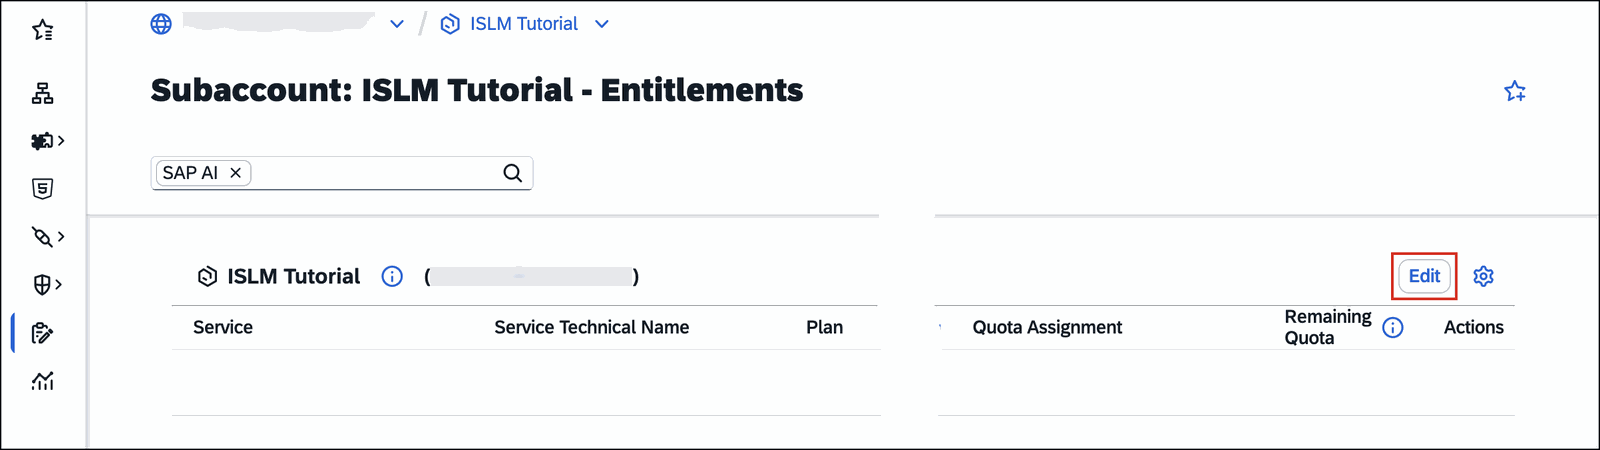 ISLM Tutorial
Subaccount: ISLM Tutorial - Entitlements
SAP AI
ISLM Tutorial ( )
Edit
Service Service Technical Name Plan Quota Assignment Remaining Quota Actions